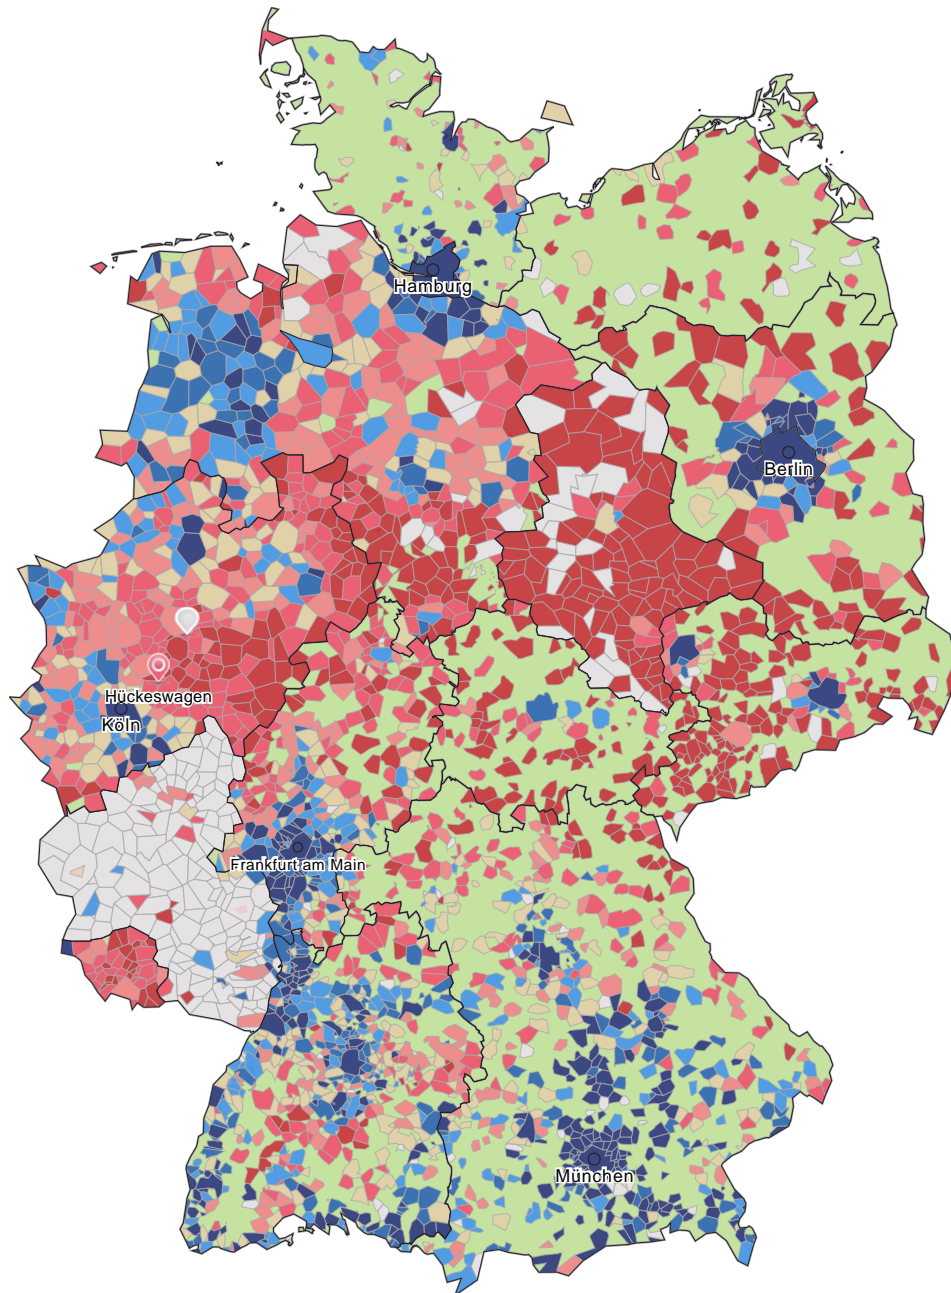 Hamburg
Berlin
Hückeswagen
Köln
Frankfurt am Main
München